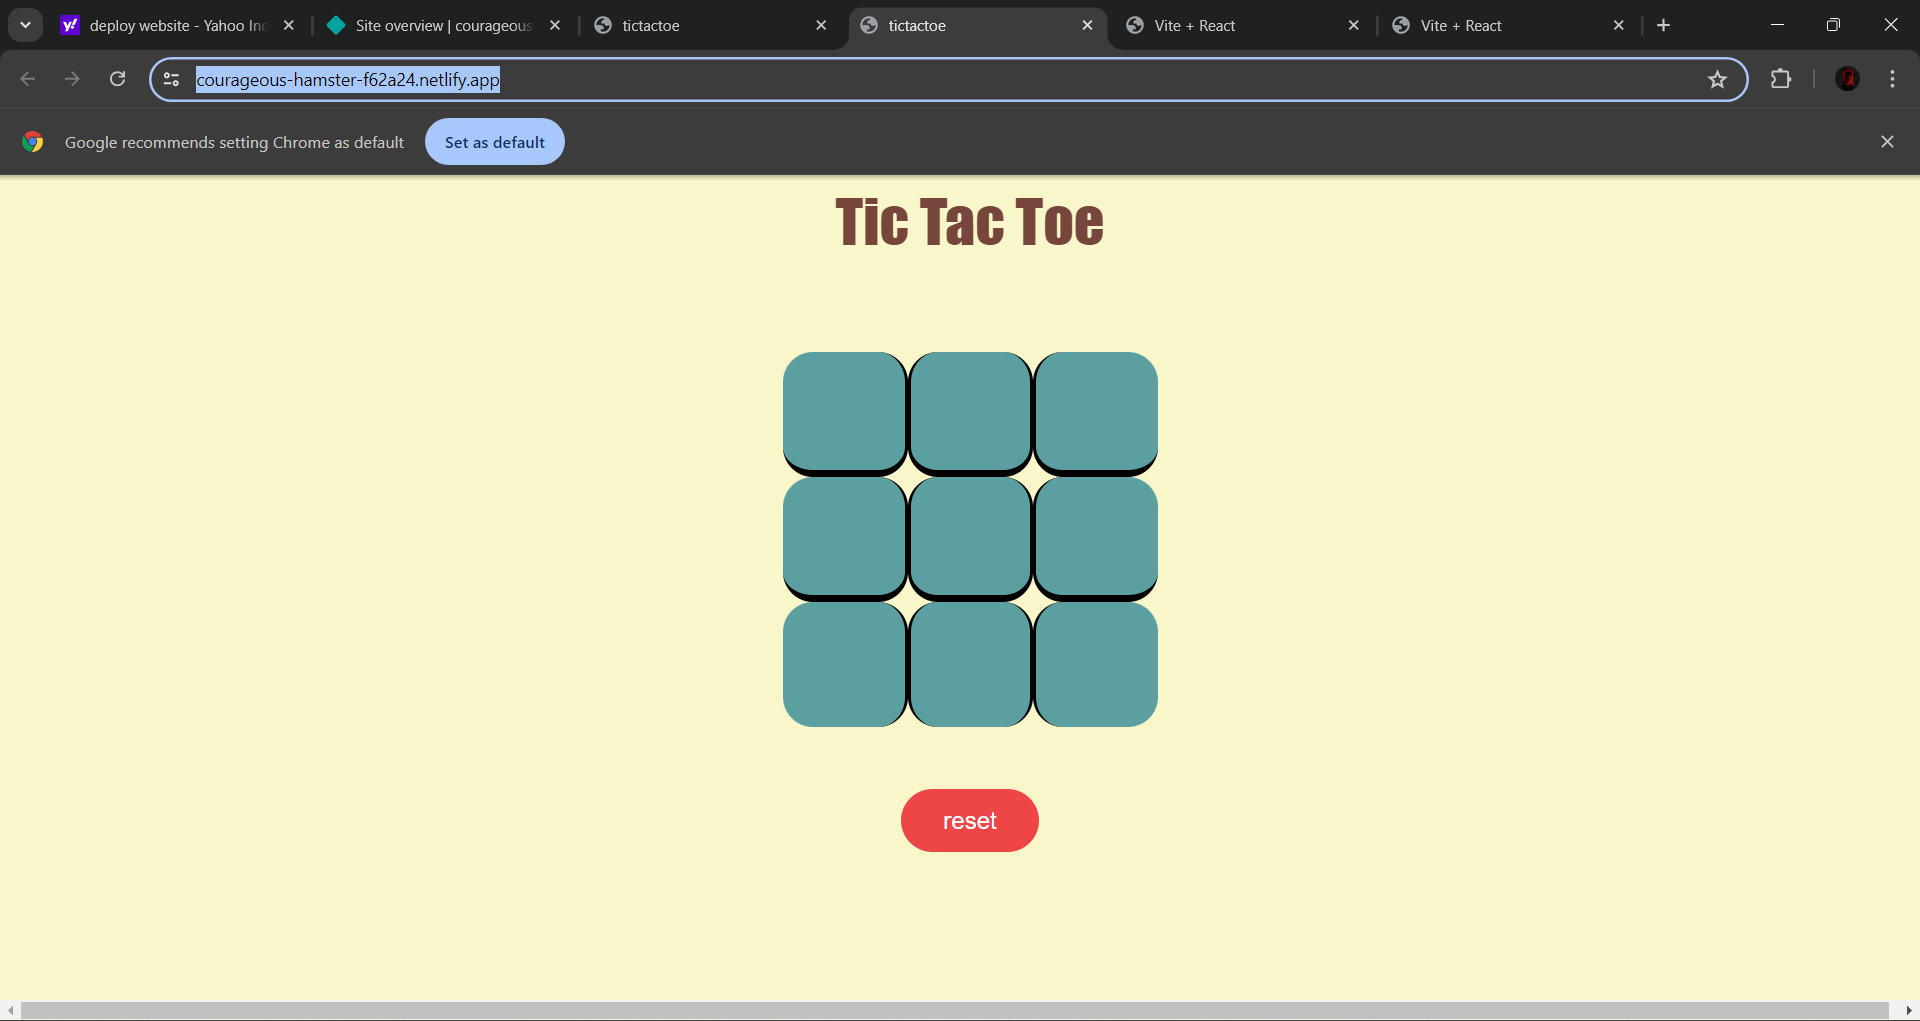 deploy website - Yahoo Inc
Site overview | courageous
tictactoe
tictactoe
Vite + React
Vite + React
courageous-hamster-f62a24.netlify.app
Google recommends setting Chrome as default
Set as default
Tic Tac Toe
reset